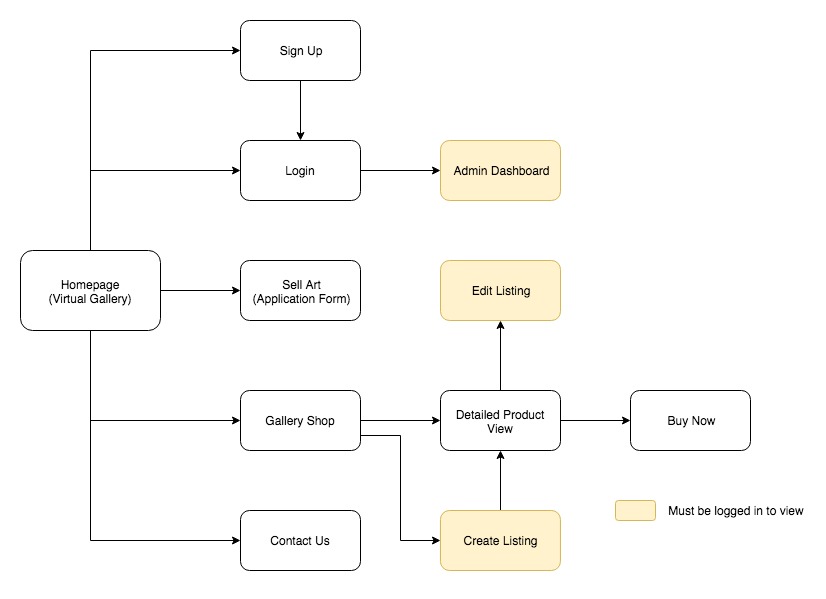 Sign Up
Login
Admin Dashboard
Homepage
(Virtual Gallery)
Sell Art
(Application Form)
Edit Listing
Gallery Shop
Detailed Product
View
Buy Now
Contact Us
Create Listing
Must be logged in to view